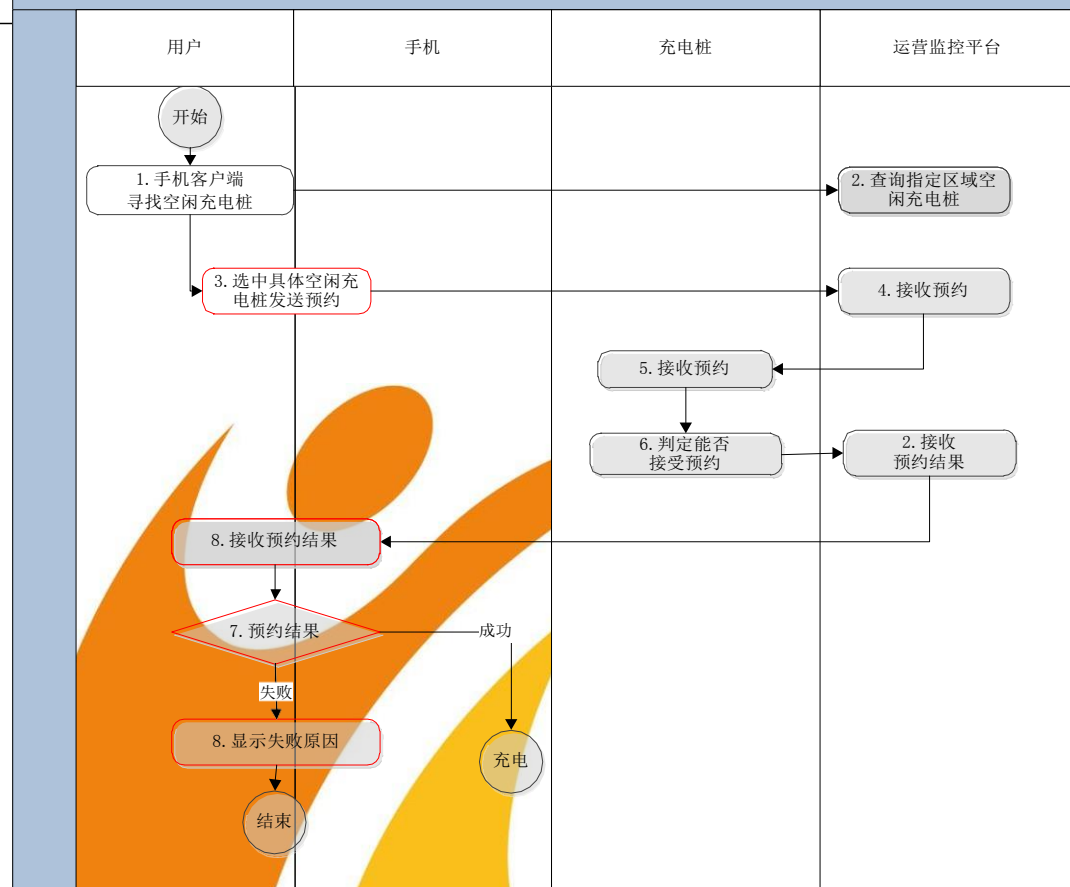 用户
手机
充电桩
运营监控平台
开始
1.手机客户端
寻找空闲充电桩
2.查询指定区域空
闲充电桩
3.选中具体空闲充
电桩发送预约
4.接收预约
5.接收预约
6.判定能否
接受预约
2.接收
预约结果
8.接收预约结果
7.预约结果
成功
失败
8.显示失败原因
充电
结束